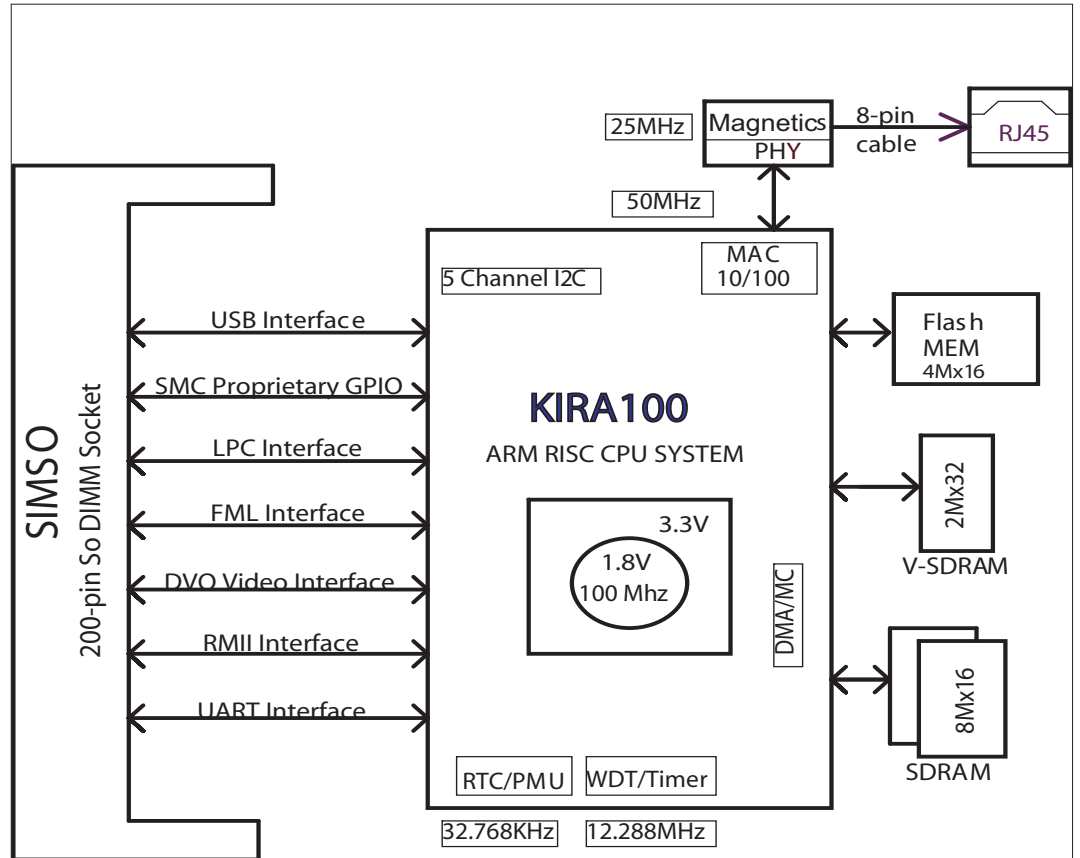 25MHz
Magnetics
PHY
8-pin
cable
RJ45
50MHz
MAC
10/100
5 Channel I2C
USB Interface
SMC Proprietary GPIO
LPC Interface
FML Interface
DVO Video Interface
RMII Interface
UART Interface
SIMSO
200-pin So DIMM Socket
KIRA100
ARM RISC CPU SYSTEM
3.3V
1.8V
100 Mhz
DMA/MC
Flash
MEM
4Mx16
2Mx32
V-SDRAM
8Mx16
SDRAM
RTC/PMU
WDT/Timer
32.768KHz
12.288MHz